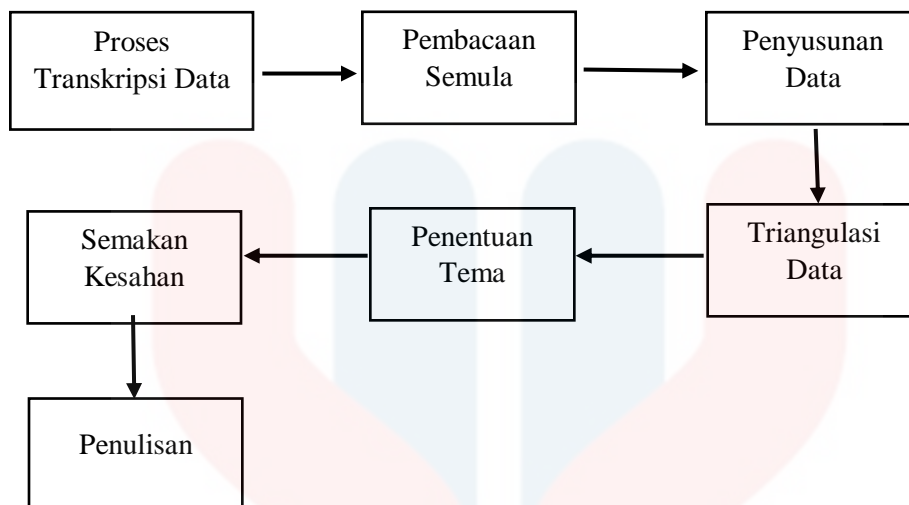 Proses
Transkripsi Data
Pembacaan
Semula
Penyusunan
Data
Triangulasi
Data
Penentuan
Tema
Semakan
Kesahan
Penulisan